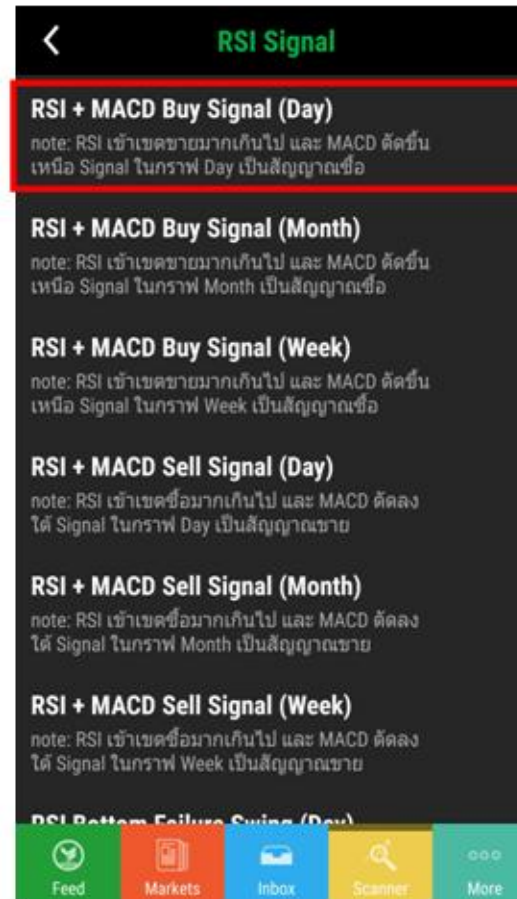 RSI Signal
RSI + MACD Buy Signal (Day)
note: RSI เข้าเขตขายมากเกินไป และ MACD ตัดขึ้น
เหนือ Signal ในกราฟ Day เป็นสัญญาณซื้อ
RSI + MACD Buy Signal (Month)
note: RSI เข้าเขตขายมากเกินไป และ MACD ตัดขึ้น
เหนือ Signal ในกราฟ Month เป็นสัญญาณซื้อ
RSI + MACD Buy Signal (Week)
note: RSI เข้าเขตขายมากเกินไป และ MACD ตัดขึ้น
เหนือ Signal ในกราฟ Week เป็นสัญญาณซื้อ
RSI + MACD Sell Signal (Day)
note: RSI เข้าเขตซื้อมากเกินไป และ MACD ตัดลง
ใต้ Signal ในกราฟ Day เป็นสัญญาณขาย
RSI + MACD Sell Signal (Month)
note: RSI เข้าเขตซื้อมากเกินไป และ MACD ตัดลง
ใต้ Signal ในกราฟ Month เป็นสัญญาณขาย
RSI + MACD Sell Signal (Week)
note: RSI เข้าเขตซื้อมากเกินไป และ MACD ตัดลง
ใต้ Signal ในกราฟ Week เป็นสัญญาณขาย
RSI Bottom Failure Swing (Day)
Feed Markets Inbox Scanner More